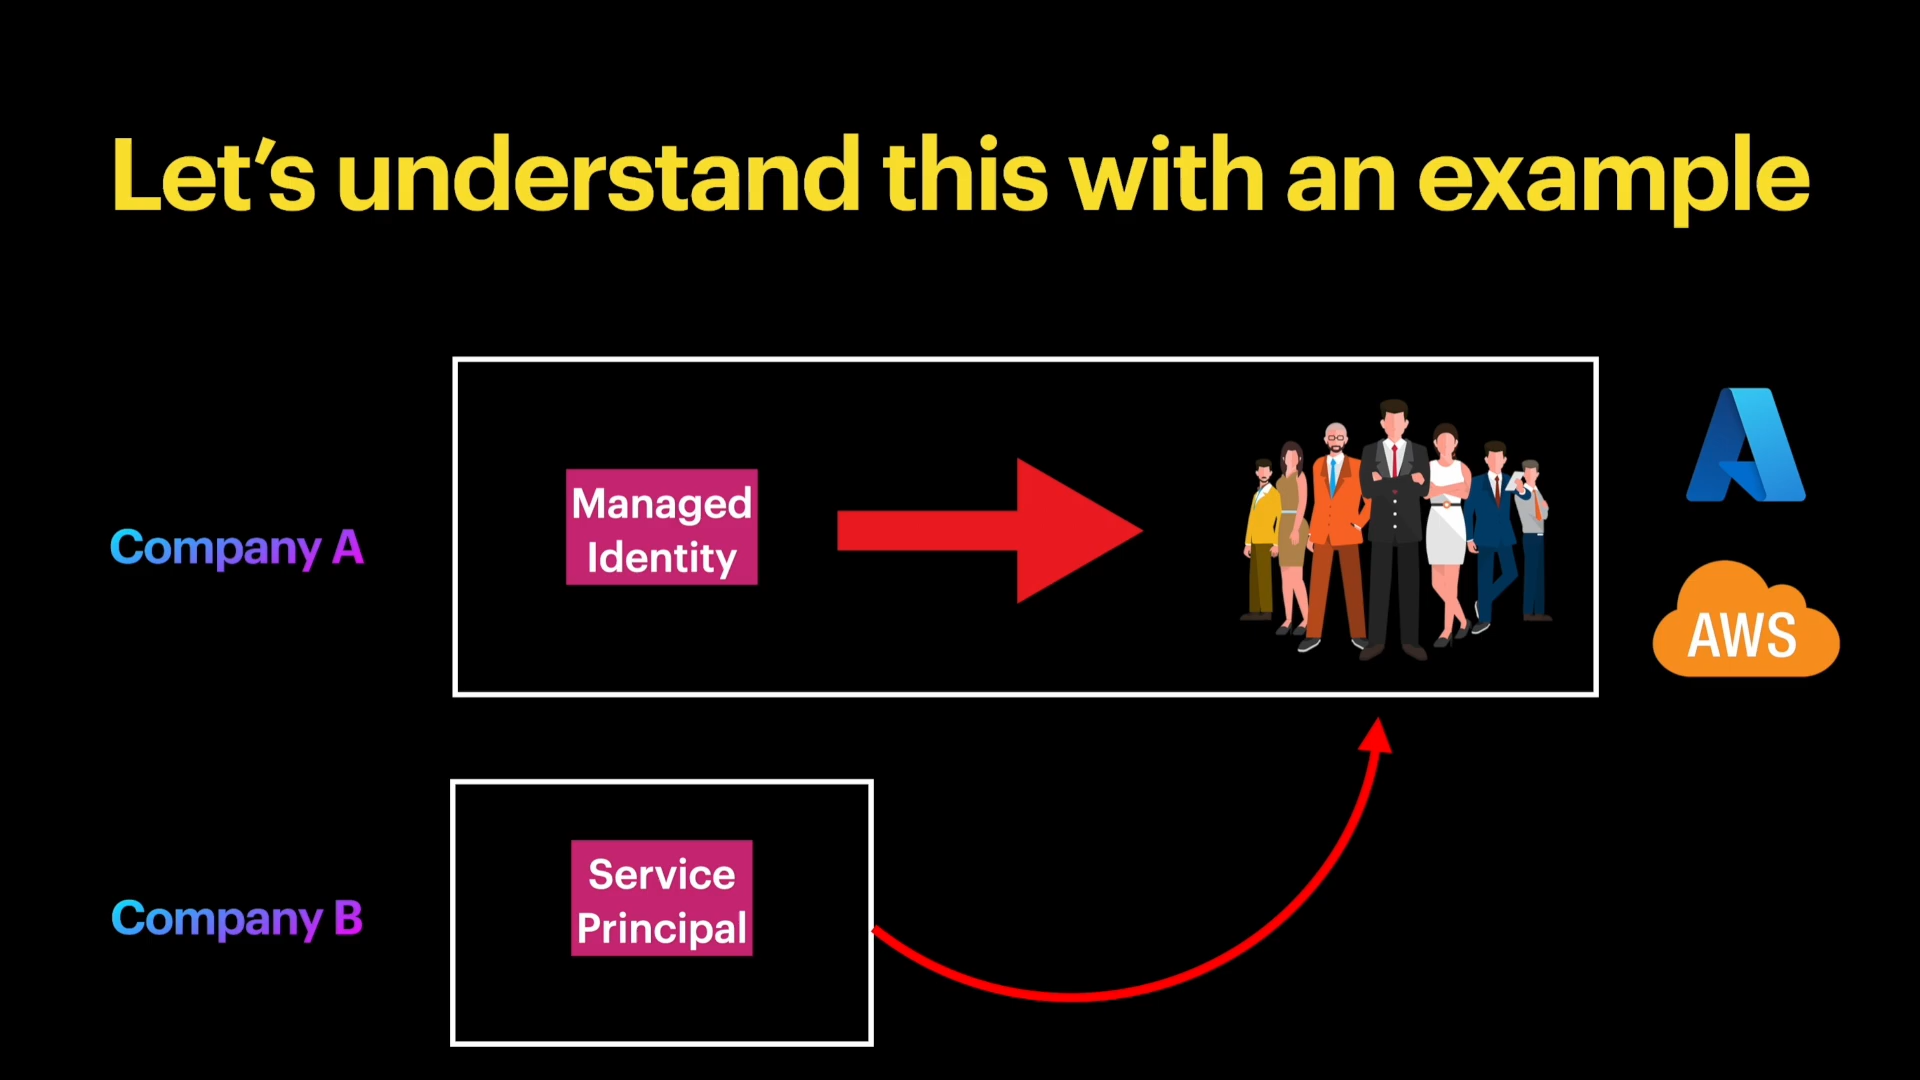 Let’s understand this with an example
Company A
Managed
Identity
AWS
Company B
Service
Principal